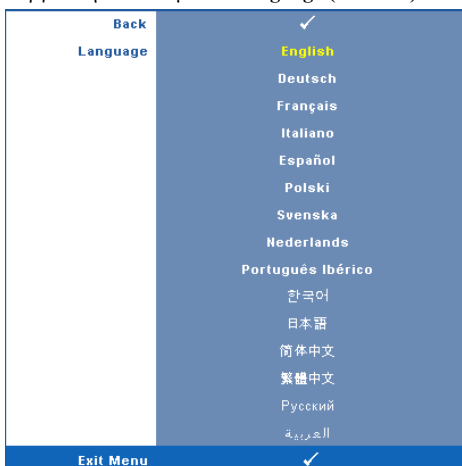 Back ✓
Language English
Deutsch
Français
Italiano
Español
Polski
Svenska
Nederlands
Português Ibérico
한국어
日本語
简体中文
繁體中文
Русский
العربية
Exit Menu ✓